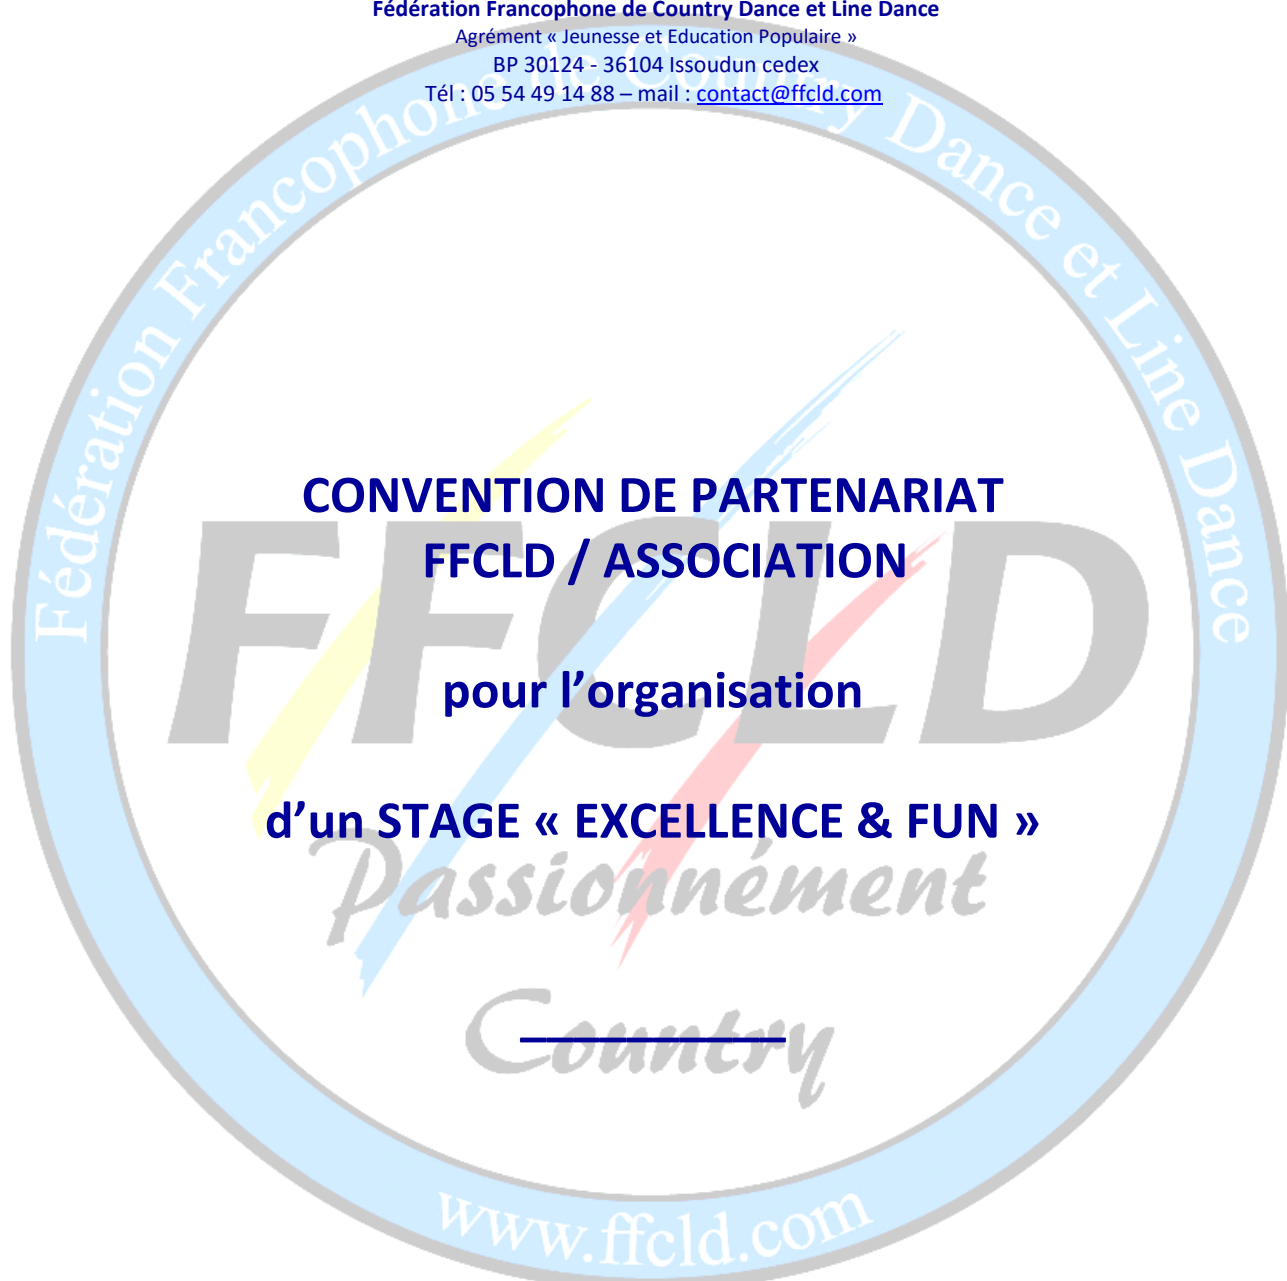 Fédération Francophone de Country Dance et Line Dance
Agrément « Jeunesse et Education Populaire »
BP 30124 - 36104 Issoudun cedex
Tél : 05 54 49 14 88 – mail : contact@ffcld.com
Fédération Francophone de Country Dance et Line Dance
CONVENTION DE PARTENARIAT
FFCLD / ASSOCIATION
pour l’organisation
FFCLD
d’un STAGE « EXCELLENCE & FUN »
Passionnément
Country
www.ffcld.com